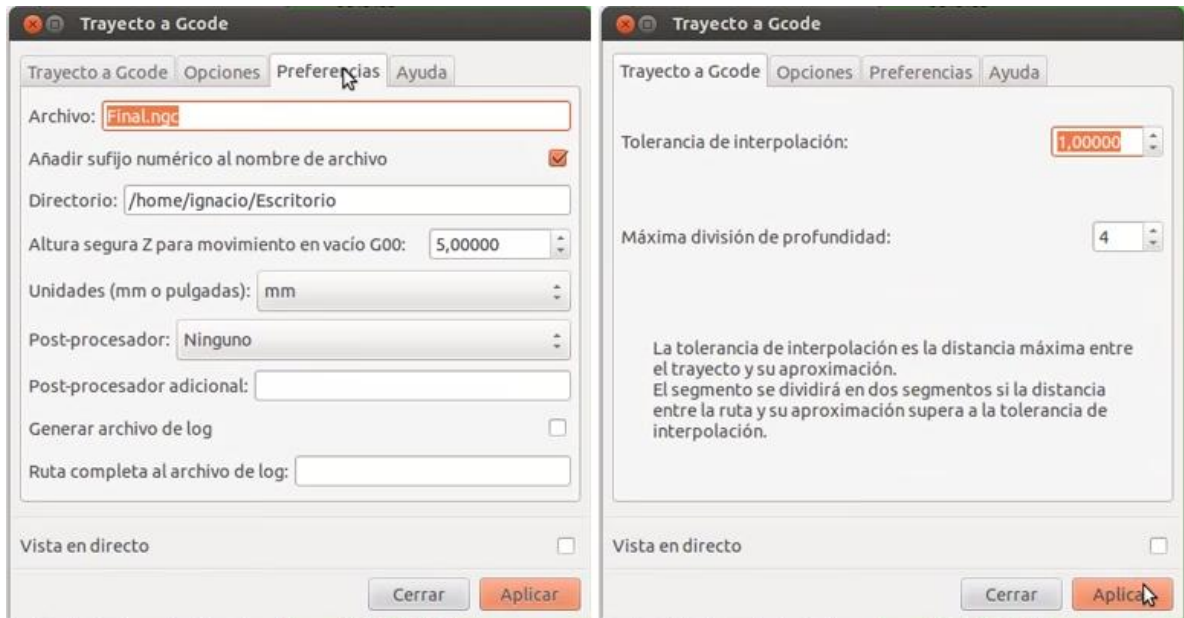 Trayecto a Gcode
Trayecto a Gcode Opciones Preferencias Ayuda
Archivo: Final.ngc
Añadir sufijo numérico al nombre de archivo
Directorio: /home/ignacio/Escritorio
Altura segura Z para movimiento en vacío G00: 5,00000
Unidades (mm o pulgadas): mm
Post-procesador: Ninguno
Post-procesador adicional:
Generar archivo de log
Ruta completa al archivo de log:
Vista en directo
Cerrar Aplicar
Trayecto a Gcode
Trayecto a Gcode Opciones Preferencias Ayuda
Tolerancia de interpolación: 1,00000
Máxima división de profundidad: 4
La tolerancia de interpolación es la distancia máxima entre
el trayecto y su aproximación.
El segmento se dividirá en dos segmentos si la distancia
entre la ruta y su aproximación supera a la tolerancia de
interpolación.
Vista en directo
Cerrar Aplicar